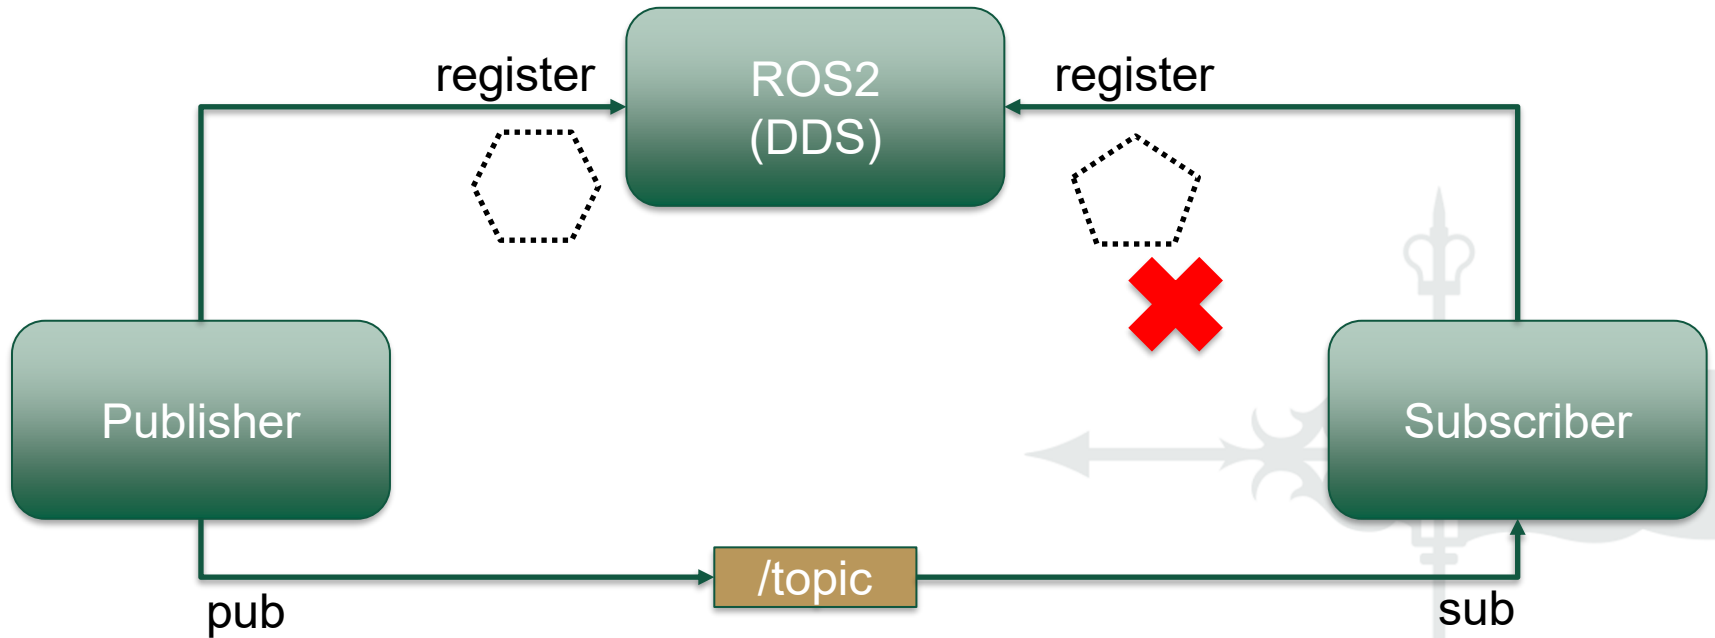 register
ROS2
(DDS)
register
Publisher
Subscriber
/topic
pub
sub